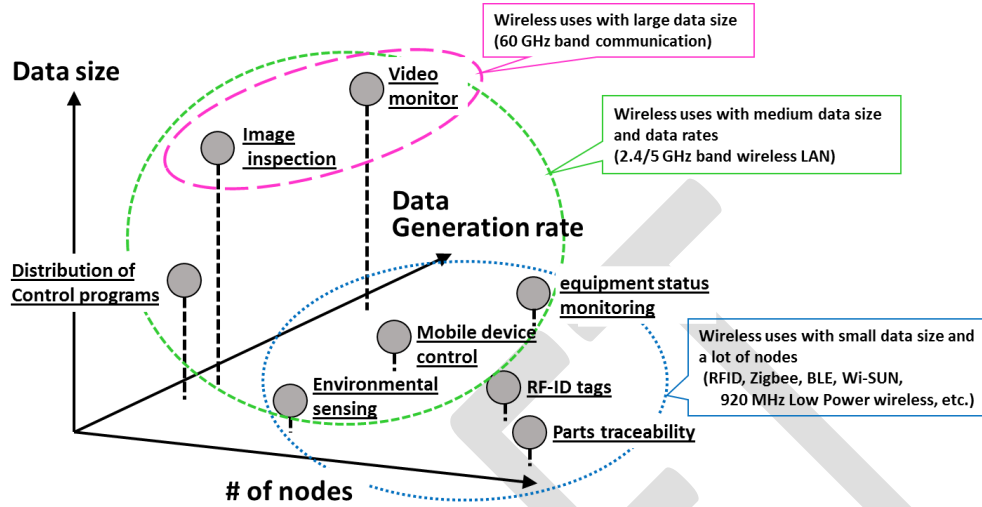 Wireless uses with large data size
(60 GHz band communication)
Data size
Video
monitor
Image
inspection
Wireless uses with medium data size
and data rates
(2.4/5 GHz band wireless LAN)
Data
Generation rate
Distribution of
Control programs
equipment status
monitoring
Mobile device
control
Wireless uses with small data size and
a lot of nodes
(RFID, Zigbee, BLE, Wi-SUN,
920 MHz Low Power wireless, etc.)
Environmental
sensing
RF-ID tags
Parts traceability
# of nodes